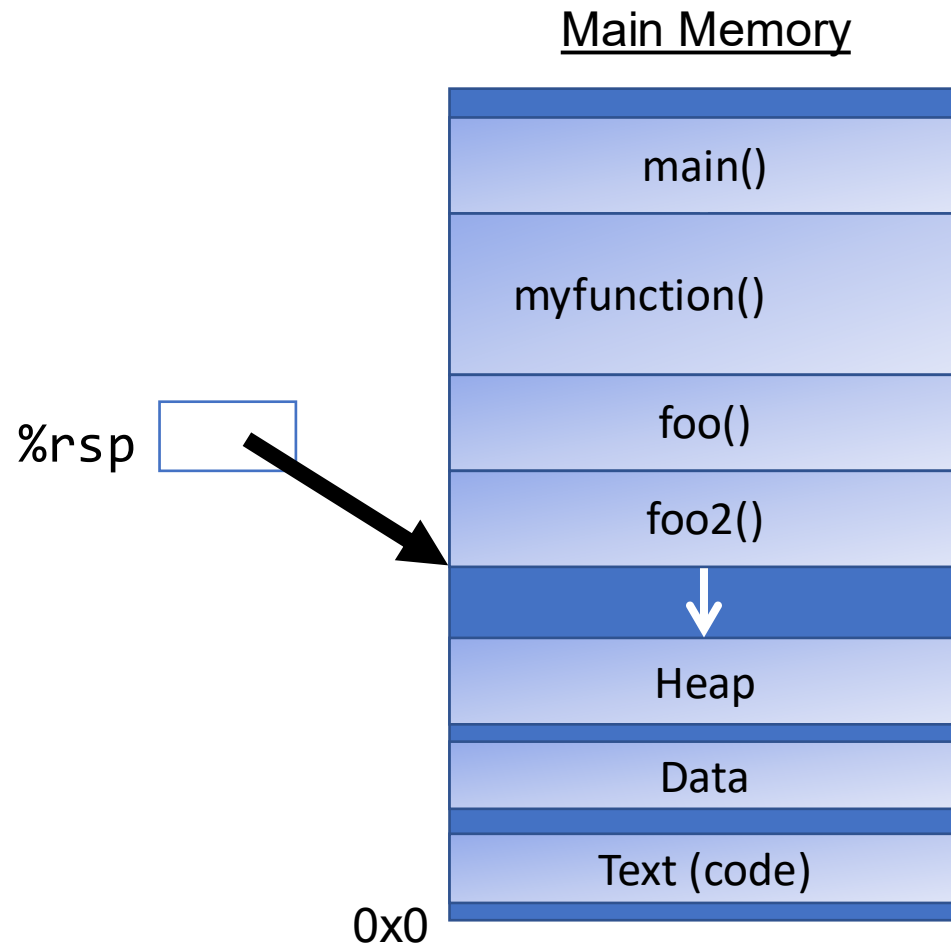 Main Memory
main()
myfunction()
foo()
%rsp
foo2()
Heap
Data
Text (code)
0x0